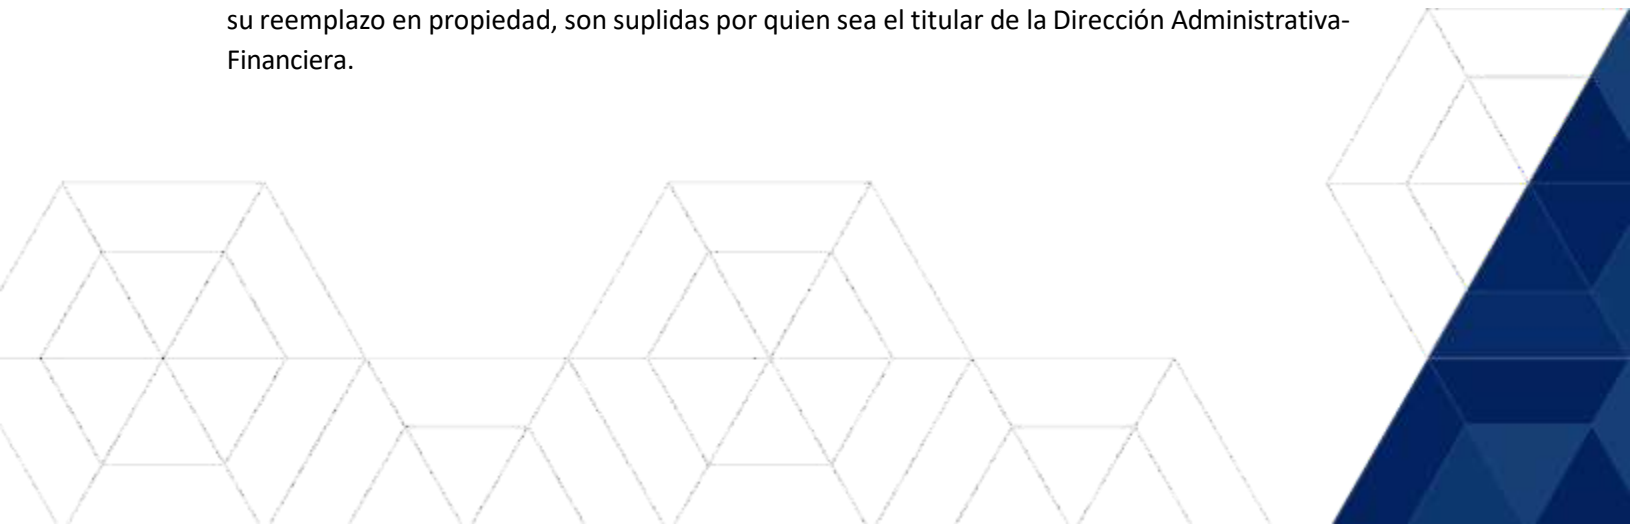 su reemplazo en propiedad, son suplidas por quien sea el titular de la Dirección Administrativa-
Financiera.